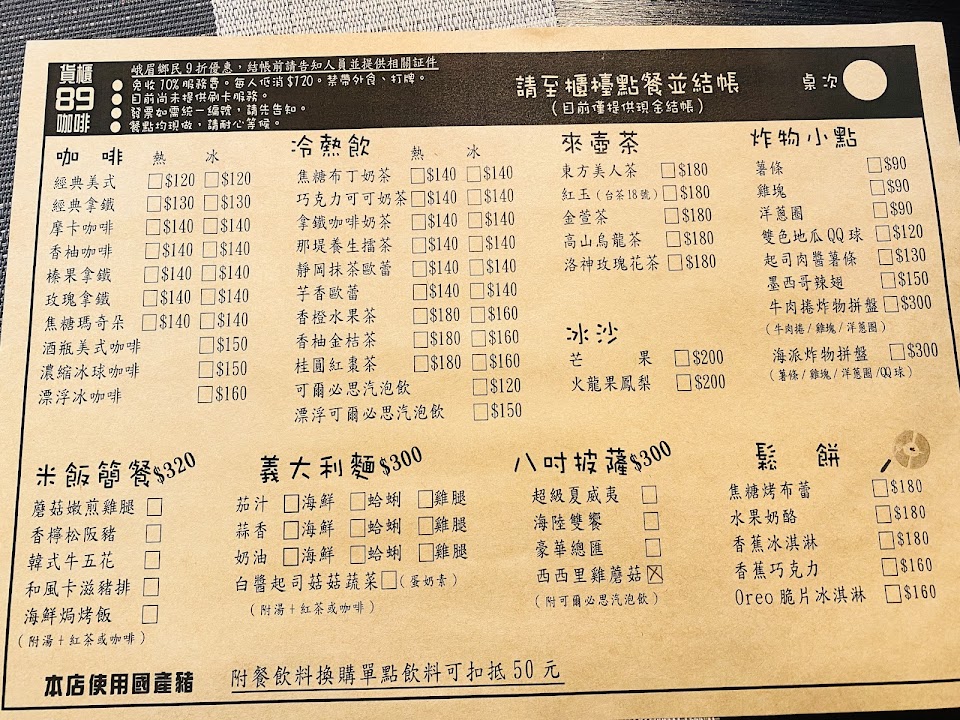 貨櫃
89
咖啡
峨眉鄉民9折優惠，結帳前請告知人員並提供相關証件
● 免收10%服務費。每人低消$120。禁帶外食、打牌。
● 目前尚未提供刷卡服務。
● 發票如需統一編號，請先告知。
● 餐點均現做，請耐心等候。
請至櫃檯點餐並結帳
(目前僅提供現金結帳)
桌次
咖啡 熱 冰
經典美式 □$120 □$120
經典拿鐵 □$130 □$130
摩卡咖啡 □$140 □$140
香柚咖啡 □$140 □$140
榛果拿鐵 □$140 □$140
玫瑰拿鐵 □$140 □$140
焦糖瑪奇朵 □$140 □$140
酒瓶美式咖啡 □$150
濃縮冰球咖啡 □$150
漂浮冰咖啡 □$160
冷熱飲 熱、 冰
焦糖布丁奶茶 □$140 □$140
巧克力可可奶茶 □$140 □$140
拿鐵咖啡奶茶 □$140 □$140
那堤養生擂茶 □$140 □$140
靜岡抹茶歐蕾 □$140 □$140
芋香歐蕾 □$140 □$140
香橙水果茶 □$180 □$160
香柚金桔茶 □$180 □$160
桂圓紅棗茶 □$180 □$160
可爾必思汽泡飲 □$120
漂浮可爾必思汽泡飲 □$150
來壺茶
東方美人茶 □$180
紅玉(台茶18號) □$180
金萱茶 □$180
高山烏龍茶 □$180
洛神玫瑰花茶 □$180
冰沙
芒果 □$200
火龍果鳳梨 □$200
炸物小點
薯條 □$90
雞塊 □$90
洋蔥圈 □$90
雙色地瓜QQ球 □$120
起司肉醬薯條 □$130
墨西哥辣翅 □$150
牛肉捲炸物拼盤 □$300
(牛肉捲/雞塊/洋蔥圈)
海派炸物拼盤 □$300
(薯條/雞塊/洋蔥圈/QQ球)
米飯簡餐$320
蘑菇嫩煎雞腿 □
香檸松阪豬 □
韓式牛五花 □
和風卡滋豬排 □
海鮮焗烤飯 □
(附湯+紅茶或咖啡)
義大利麵$300
茄汁 □海鮮 □蛤蜊 □雞腿
蒜香 □海鮮 □蛤蜊 □雞腿
奶油 □海鮮 □蛤蜊 □雞腿
白醬起司菇菇蔬菜□(蛋奶素)
(附湯+紅茶或咖啡)
八吋披薩$300
超級夏威夷 □
海陸雙饗 □
豪華總匯 □
西西里雞蘑菇 ☒
(附可爾必思汽泡飲)
鬆餅
焦糖烤布蕾 □$180
水果奶酪 □$180
香蕉冰淇淋 □$180
香蕉巧克力 □$160
Oreo脆片冰淇淋 □$160
本店使用國產豬
附餐飲料換購單點飲料可扣抵50元